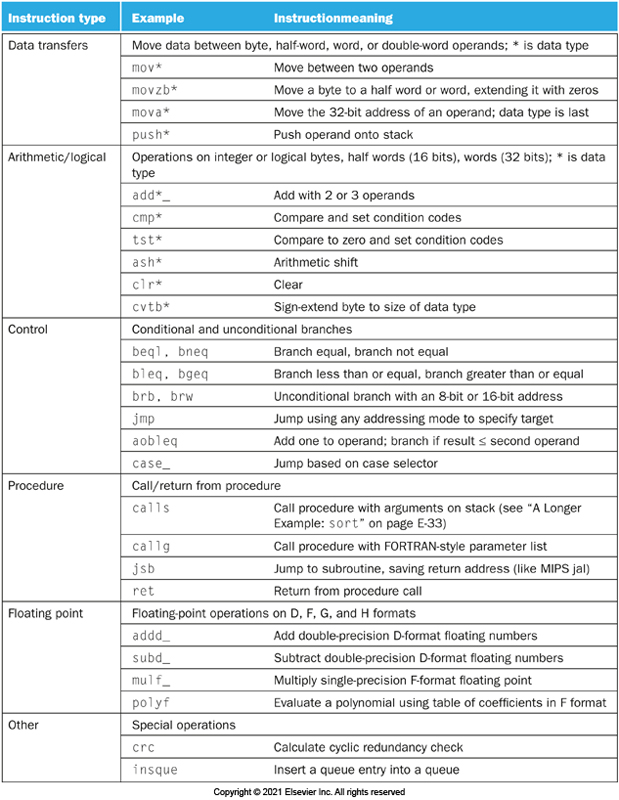 Instruction type Example Instructionmeaning
Data transfers Move data between byte, half-word, word, or double-word operands; * is data type
mov* Move between two operands
movzb* Move a byte to a half word or word, extending it with zeros
mova* Move the 32-bit address of an operand; data type is last
push* Push operand onto stack
Arithmetic/logical Operations on integer or logical bytes, half words (16 bits), words (32 bits); * is data
type
add*_ Add with 2 or 3 operands
cmp* Compare and set condition codes
tst* Compare to zero and set condition codes
ash* Arithmetic shift
clr* Clear
cvtb* Sign-extend byte to size of data type
Control Conditional and unconditional branches
beql, bneq Branch equal, branch not equal
bleq, bgeq Branch less than or equal, branch greater than or equal
brb, brw Unconditional branch with an 8-bit or 16-bit address
jmp Jump using any addressing mode to specify target
aobleq Add one to operand; branch if result ≤ second operand
case_ Jump based on case selector
Procedure Call/return from procedure
calls Call procedure with arguments on stack (see “A Longer
Example: sort” on page E-33)
callg Call procedure with FORTRAN-style parameter list
jsb Jump to subroutine, saving return address (like MIPS jal)
ret Return from procedure call
Floating point Floating-point operations on D, F, G, and H formats
addd_ Add double-precision D-format floating numbers
subd_ Subtract double-precision D-format floating numbers
mulf_ Multiply single-precision F-format floating point
polyf Evaluate a polynomial using table of coefficients in F format
Other Special operations
crc Calculate cyclic redundancy check
insque Insert a queue entry into a queue
Copyright © 2021 Elsevier Inc. All rights reserved